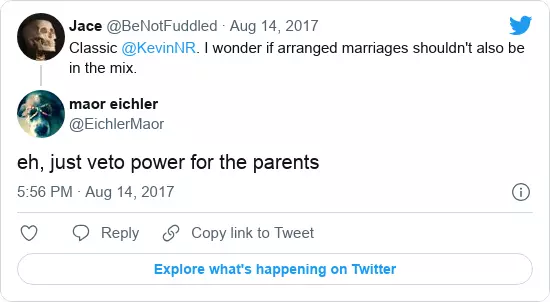 Jace @BeNotFuddled · Aug 14, 2017
Classic @KevinNR. I wonder if arranged marriages shouldn't also be
in the mix.
maor eichler
@EichlerMaor
eh, just veto power for the parents
5:56 PM · Aug 14, 2017
Reply
Copy link to Tweet
Explore what's happening on Twitter